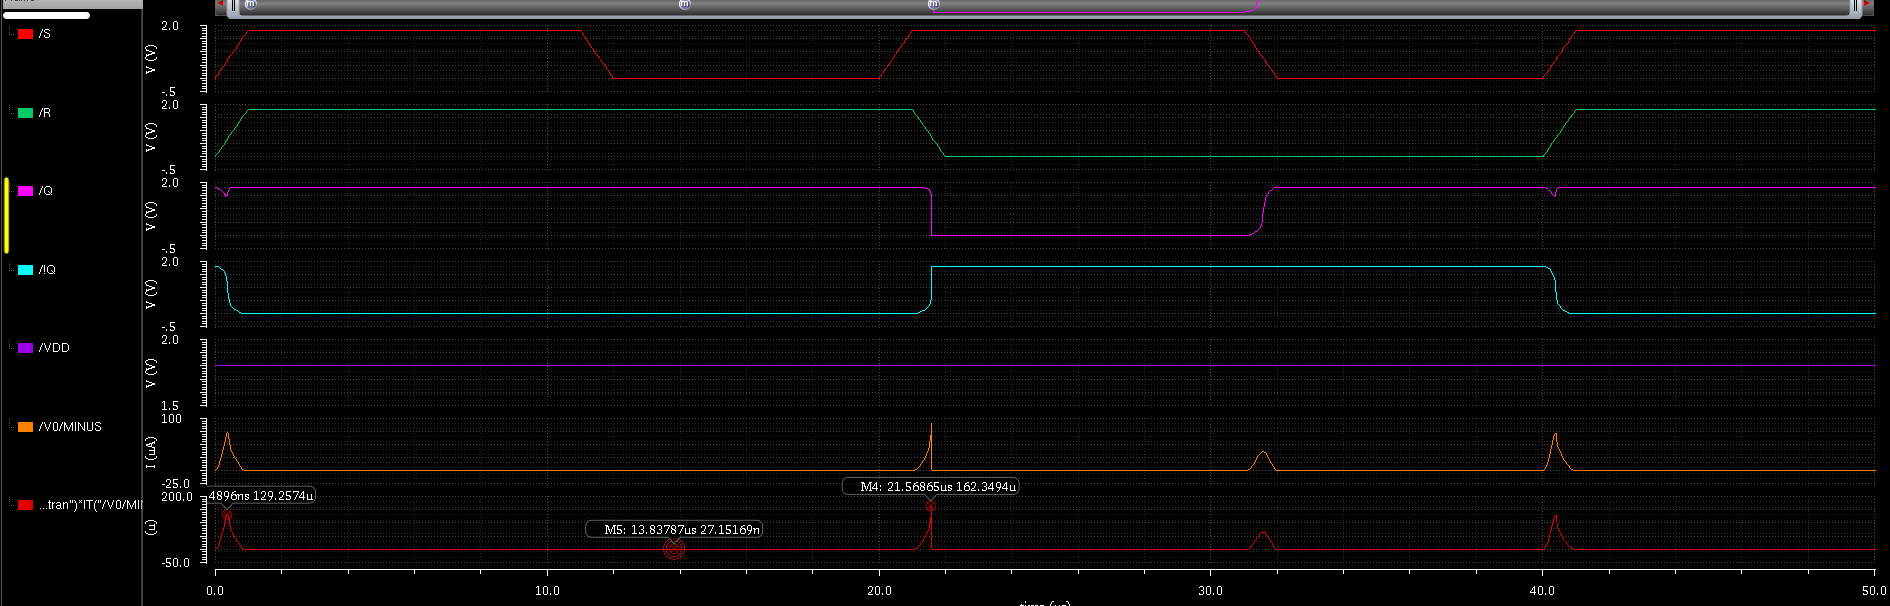 /S
2.0
V (V)
-.5
/R
2.0
V (V)
-.5
/Q
2.0
V (V)
-.5
/!Q
2.0
V (V)
-.5
/VDD
2.0
V (V)
1.5
/V0/MINUS
100
I (uA)
-25.0
...tran")*IT("/V0/MI
200.0
(u)
-50.0
4896ns 129.2574u
M5: 13.83787us 27.15169n
M4: 21.56865us 162.3494u
0.0 10.0 20.0 30.0 40.0 50.0
m m m